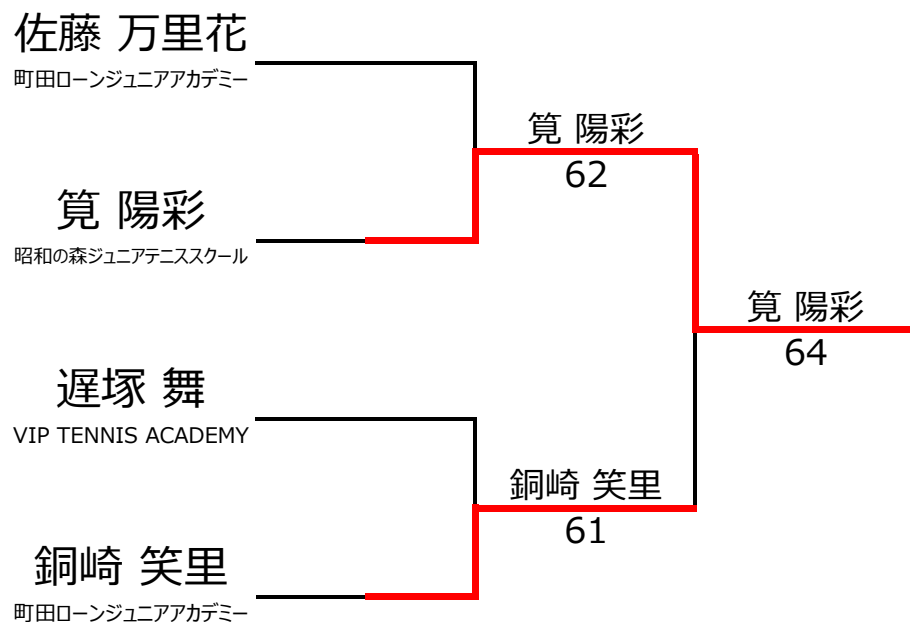 佐藤 万里花
町田ローンジュニアアカデミー
筧 陽彩
62
筧 陽彩
昭和の森ジュニアテニススクール
筧 陽彩
64
遅塚 舞
VIP TENNIS ACADEMY
銅崎 笑里
61
銅崎 笑里
町田ローンジュニアアカデミー